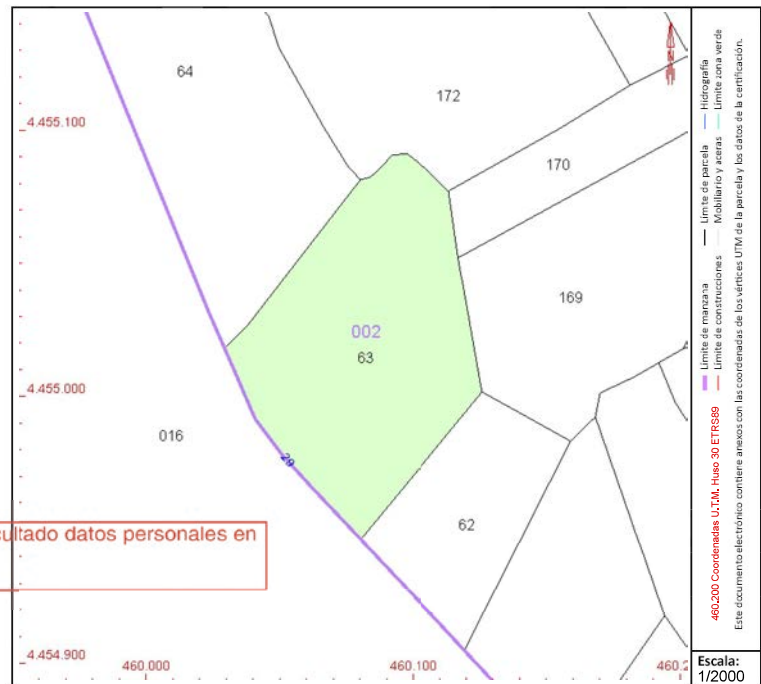 64
172
4.455.100
170
169
002
63
4.455.000
016
29
62
cultado datos personales en
4.454.900
460.000
460.100
460.2
Límite de manzana
Límite de parcela
Hidrografía
Límite de construcciones
Mobiliario y aceras
Límite zona verde
460.200 Coordenadas U.T.M. Huso 30 ETRS89
Este documento electrónico contiene anexos con las coordenadas de los vértices UTM de la parcela y los datos de la certificación.
Escala:
1/2000